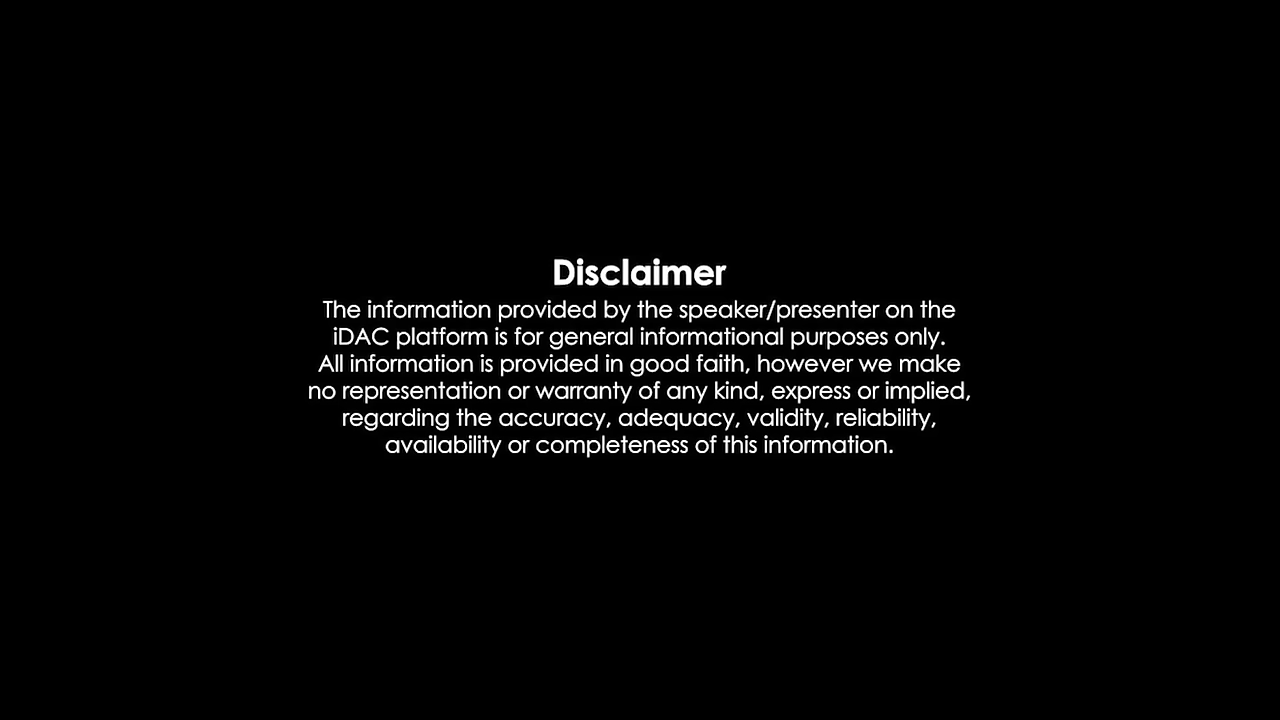 Disclaimer
The information provided by the speaker/presenter on the
iDAC platform is for general informational purposes only.
All information is provided in good faith, however we make
no representation or warranty of any kind, express or implied,
regarding the accuracy, adequacy, validity, reliability,
availability or completeness of this information.